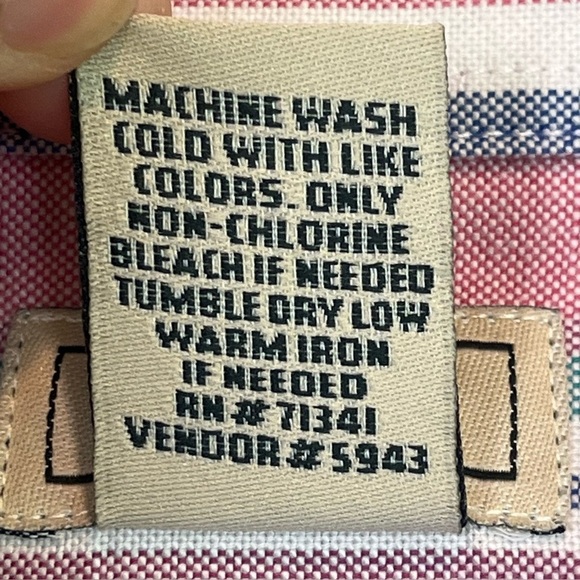 MACHINE WASH
COLD WITH LIKE
COLORS. ONLY
NON-CHLORINE
BLEACH IF NEEDED
TUMBLE DRY LOW
WARM IRON
IF NEEDED
RN# 71341
VENDOR# 5943